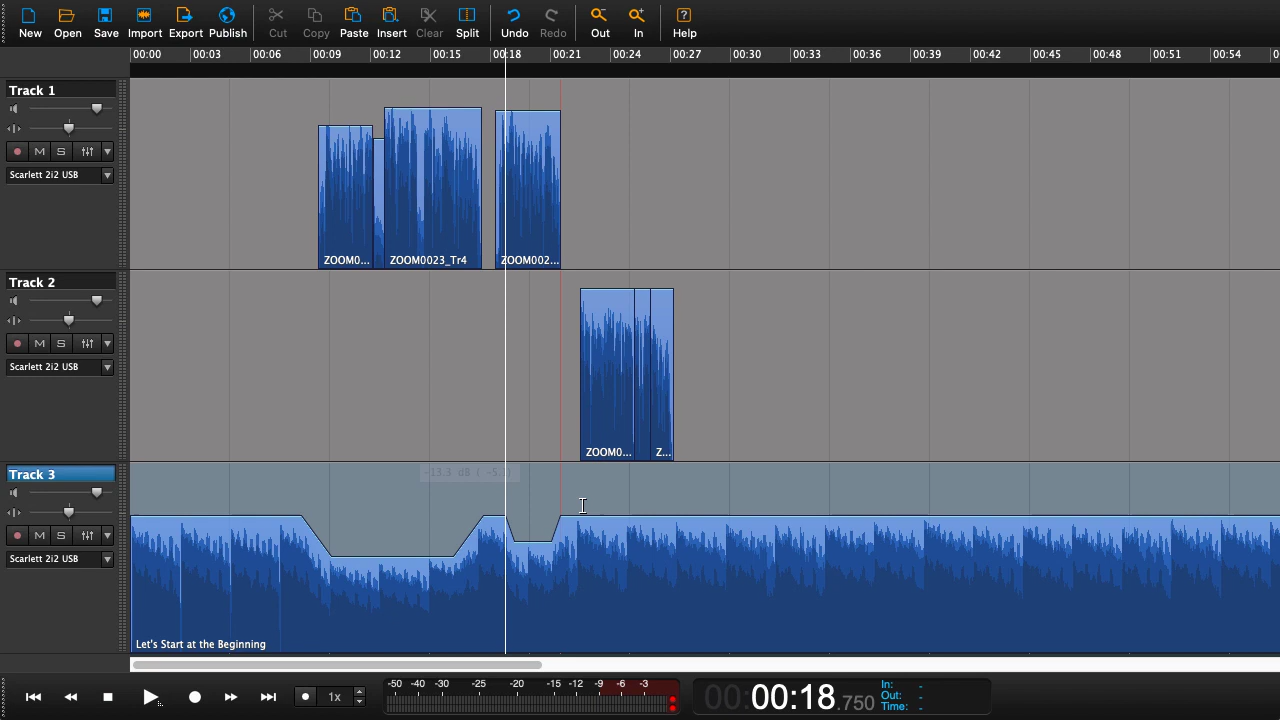 New Open Save Import Export Publish Cut Copy Paste Insert Clear Split Undo Redo Out In Help
00:00 00:03 00:06 00:09 00:12 00:15 00:18 00:21 00:24 00:27 00:30 00:33 00:36 00:39 00:42 00:45 00:48 00:51 00:54
Track 1
M S
Scarlett 2i2 USB
ZOOM0... ZOOM0023_Tr4 ZOOM002...
Track 2
M S
Scarlett 2i2 USB
ZOOM0... Z...
Track 3
M S
Scarlett 2i2 USB
Let's Start at the Beginning
1x
-50 -40 -30 -25 -20 -15 -12 -9 -6 -3
00:00:18.750
In: -
Out: -
Time: -